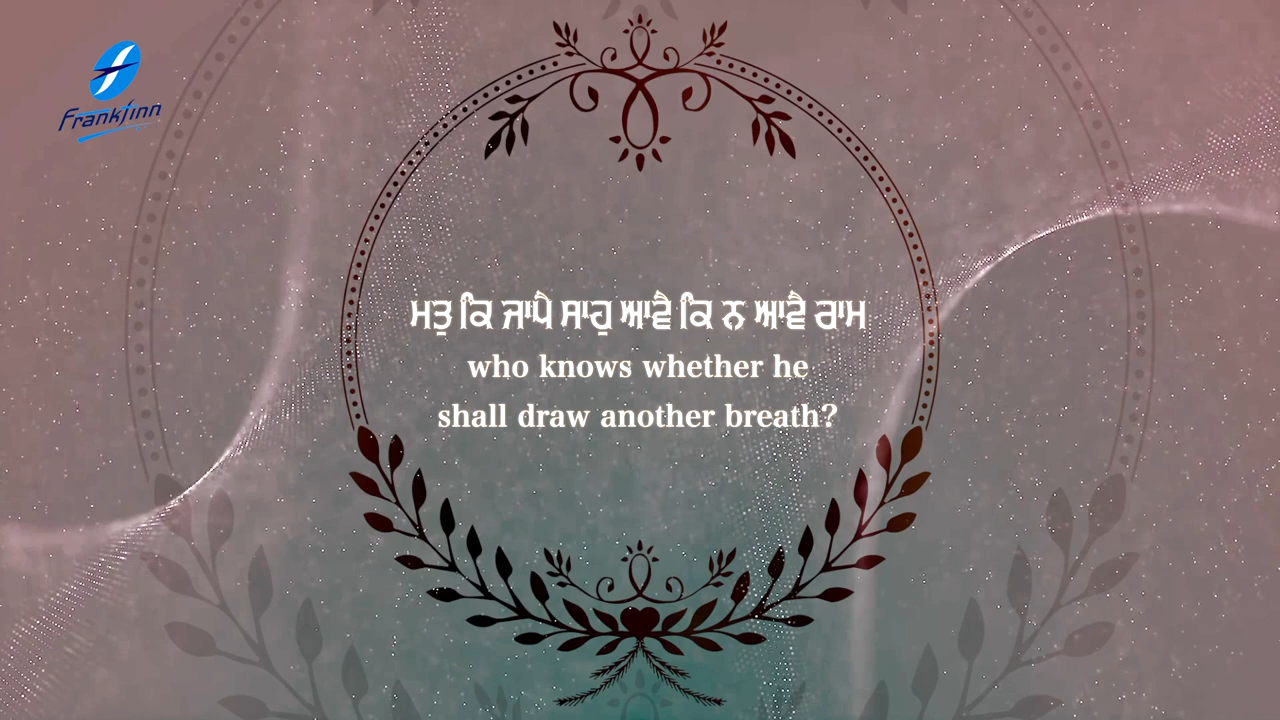 Frankfinn
ਮਤੁ ਕਿ ਜਾਪੈ ਸਾਹੁ ਆਵੈ ਕਿ ਨ ਆਵੈ ਰਾਮ
who knows whether he
shall draw another breath?